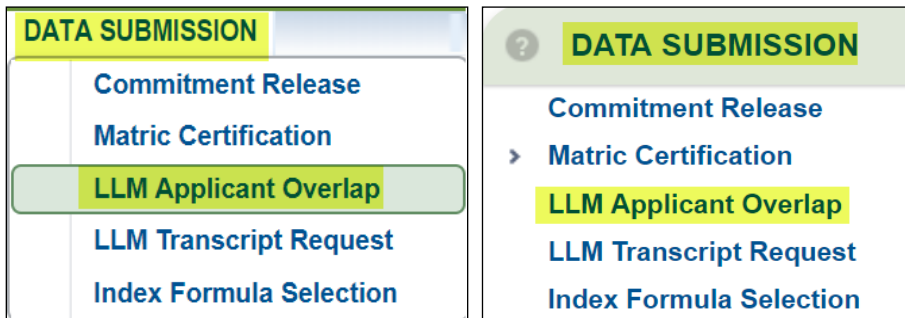 DATA SUBMISSION
Commitment Release
Matric Certification
LLM Applicant Overlap
LLM Transcript Request
Index Formula Selection
? DATA SUBMISSION
Commitment Release
Matric Certification
LLM Applicant Overlap
LLM Transcript Request
Index Formula Selection